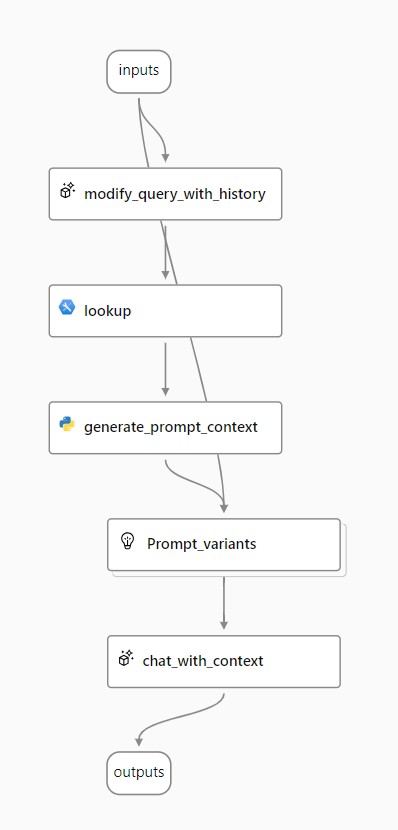 inputs
modify_query_with_history
lookup
generate_prompt_context
Prompt_variants
chat_with_context
outputs